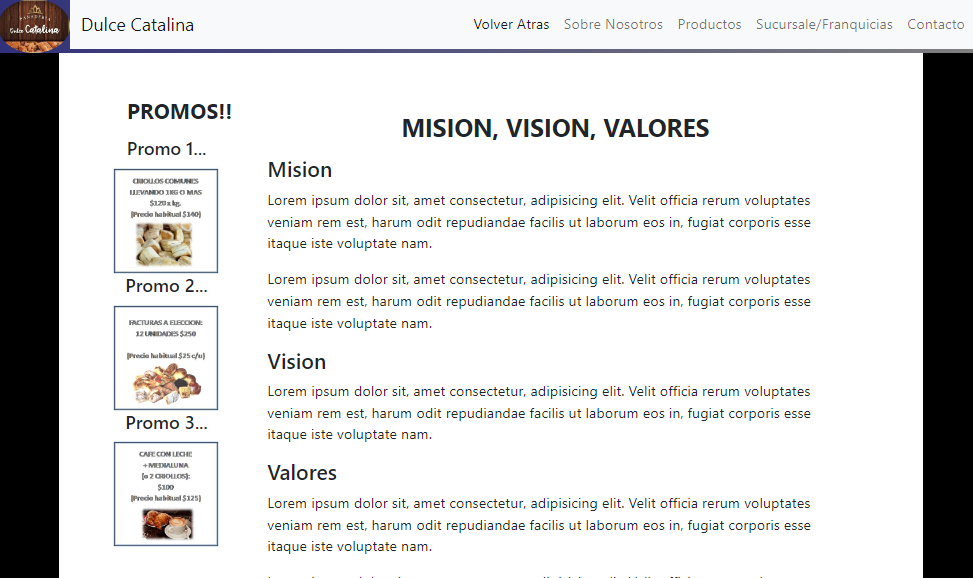 PANADERIA
Dulce Catalina
Dulce Catalina
Volver Atras
Sobre Nosotros
Productos
Sucursale/Franquicias
Contacto
PROMOS!!
Promo 1...
CRIOLLOS COMUNES
LLEVANDO 1KG O MAS
$120 x kg.
(Precio habitual $140)
Promo 2...
FACTURAS A ELECCION:
12 UNIDADES $250
(Precio habitual $25 c/u)
Promo 3...
CAFE CON LECHE
+ MEDIALUNA
(o 2 CRIOLLOS):
$100
(Precio habitual $125)
MISION, VISION, VALORES
Mision
Lorem ipsum dolor sit, amet consectetur, adipisicing elit. Velit officia rerum voluptates
veniam rem est, harum odit repudiandae facilis ut laborum eos in, fugiat corporis esse
itaque iste voluptate nam.
Lorem ipsum dolor sit, amet consectetur, adipisicing elit. Velit officia rerum voluptates
veniam rem est, harum odit repudiandae facilis ut laborum eos in, fugiat corporis esse
itaque iste voluptate nam.
Vision
Lorem ipsum dolor sit, amet consectetur, adipisicing elit. Velit officia rerum voluptates
veniam rem est, harum odit repudiandae facilis ut laborum eos in, fugiat corporis esse
itaque iste voluptate nam.
Valores
Lorem ipsum dolor sit, amet consectetur, adipisicing elit. Velit officia rerum voluptates
veniam rem est, harum odit repudiandae facilis ut laborum eos in, fugiat corporis esse
itaque iste voluptate nam.